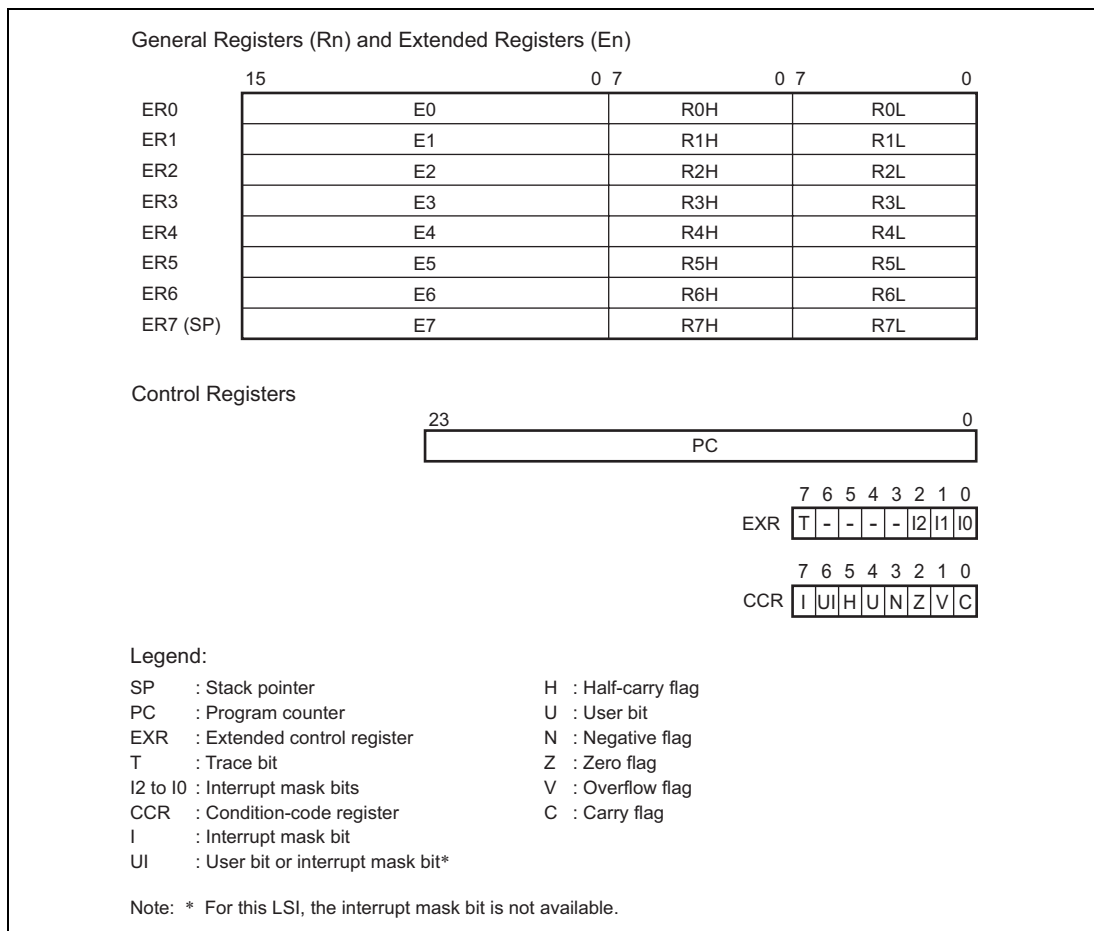 General Registers (Rn) and Extended Registers (En)
15 0 7 0 7 0
ER0 E0 R0H R0L
ER1 E1 R1H R1L
ER2 E2 R2H R2L
ER3 E3 R3H R3L
ER4 E4 R4H R4L
ER5 E5 R5H R5L
ER6 E6 R6H R6L
ER7 (SP) E7 R7H R7L
Control Registers
23 0
PC
7 6 5 4 3 2 1 0
EXR T - - - - I2 I1 I0
7 6 5 4 3 2 1 0
CCR I UI H U N Z V C
Legend:
SP : Stack pointer H : Half-carry flag
PC : Program counter U : User bit
EXR : Extended control register N : Negative flag
T : Trace bit Z : Zero flag
I2 to I0 : Interrupt mask bits V : Overflow flag
CCR : Condition-code register C : Carry flag
I : Interrupt mask bit
UI : User bit or interrupt mask bit*
Note: * For this LSI, the interrupt mask bit is not available.